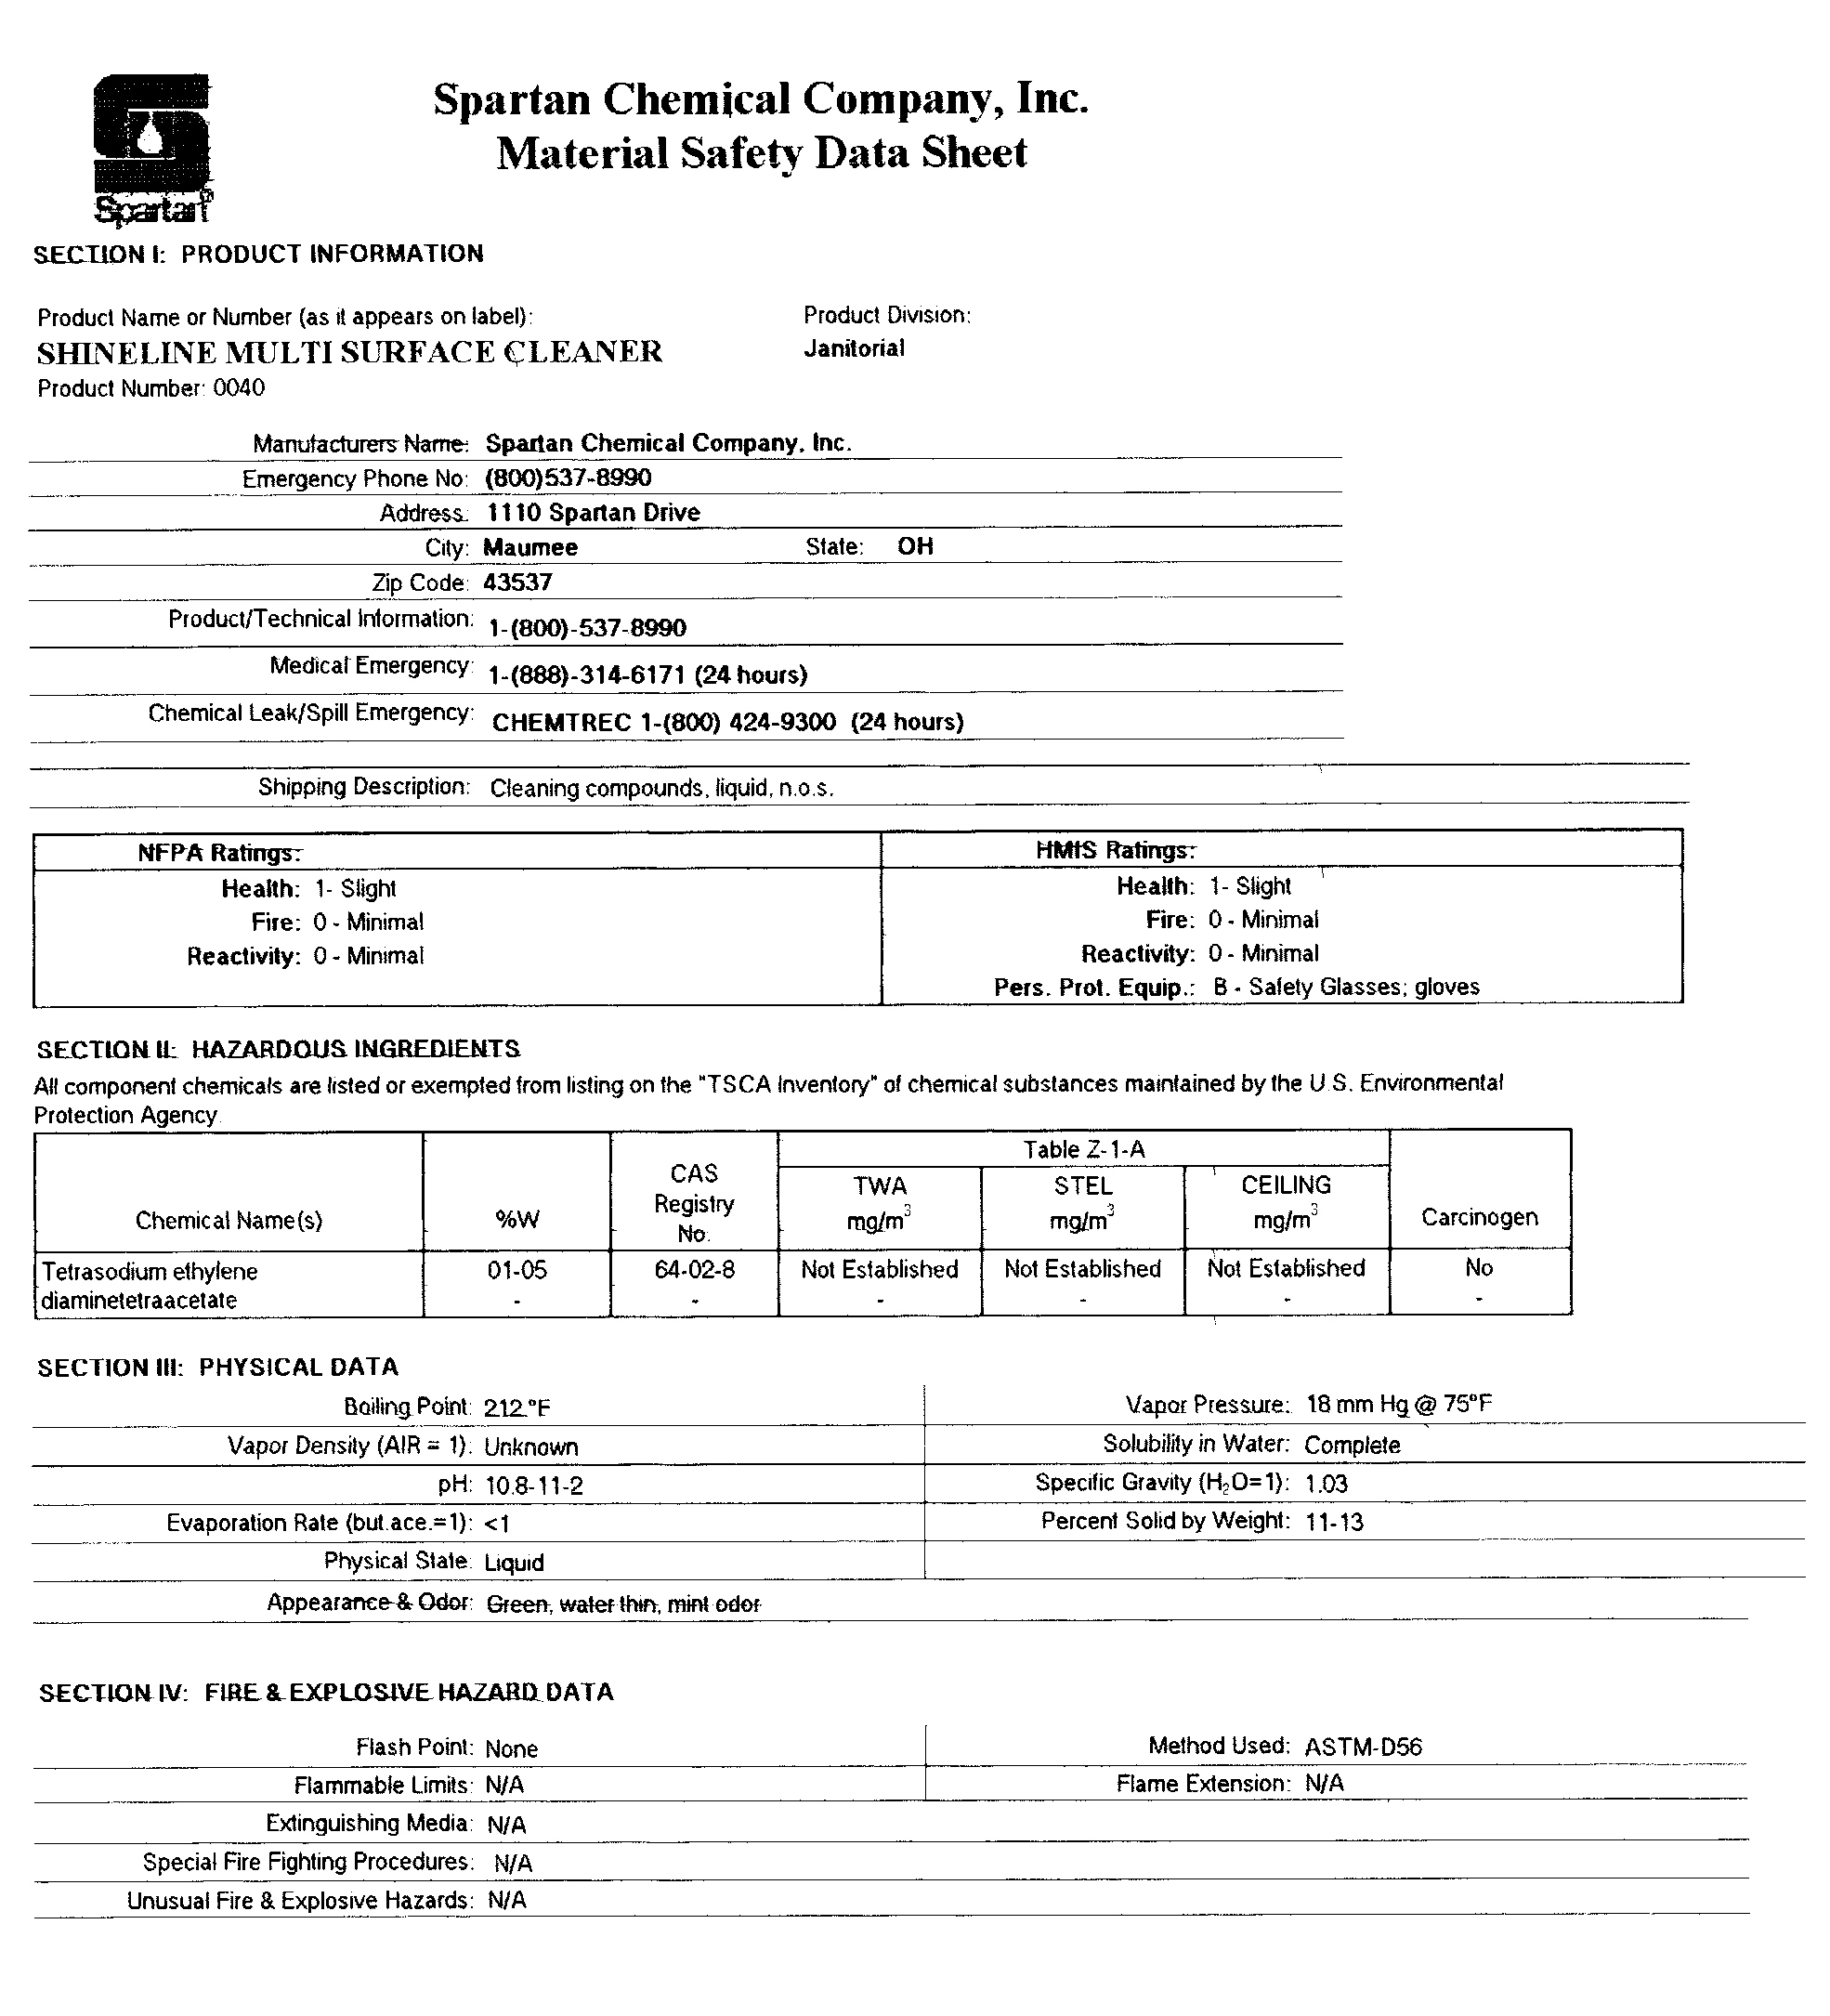 Spartan Chemical Company, Inc.
Material Safety Data Sheet
Spartan®
SECTION I: PRODUCT INFORMATION
Product Name or Number (as it appears on label):
Product Division:
SHINELINE MULTI SURFACE CLEANER
Janitorial
Product Number: 0040
Manufacturers Name: Spartan Chemical Company, Inc.
Emergency Phone No: (800)537-8990
Address: 1110 Spartan Drive
City: Maumee State: OH
Zip Code: 43537
Product/Technical Information: 1-(800)-537-8990
Medical Emergency: 1-(888)-314-6171 (24 hours)
Chemical Leak/Spill Emergency: CHEMTREC 1-(800) 424-9300 (24 hours)
Shipping Description: Cleaning compounds, liquid, n.o.s.
NFPA Ratings: HMIS Ratings:
Health: 1- Slight Health: 1- Slight
Fire: 0 - Minimal Fire: 0 - Minimal
Reactivity: 0 - Minimal Reactivity: 0 - Minimal
Pers. Prot. Equip.: B - Safety Glasses; gloves
SECTION II: HAZARDOUS INGREDIENTS
All component chemicals are listed or exempted from listing on the "TSCA Inventory" of chemical substances maintained by the U.S. Environmental
Protection Agency.
Table Z-1-A
Chemical Name(s) %W CAS Registry No. TWA mg/m³ STEL mg/m³ CEILING mg/m³ Carcinogen
Tetrasodium ethylene 01-05 64-02-8 Not Established Not Established Not Established No
diaminetetraacetate - - - - - -
SECTION III: PHYSICAL DATA
Boiling Point: 212 °F Vapor Pressure: 18 mm Hg @ 75°F
Vapor Density (AIR = 1): Unknown Solubility in Water: Complete
pH: 10.8-11-2 Specific Gravity (H₂O=1): 1.03
Evaporation Rate (but.ace.=1): <1 Percent Solid by Weight: 11-13
Physical State: Liquid
Appearance & Odor: Green, water thin, mint odor
SECTION IV: FIRE & EXPLOSIVE HAZARD DATA
Flash Point: None Method Used: ASTM-D56
Flammable Limits: N/A Flame Extension: N/A
Extinguishing Media: N/A
Special Fire Fighting Procedures: N/A
Unusual Fire & Explosive Hazards: N/A